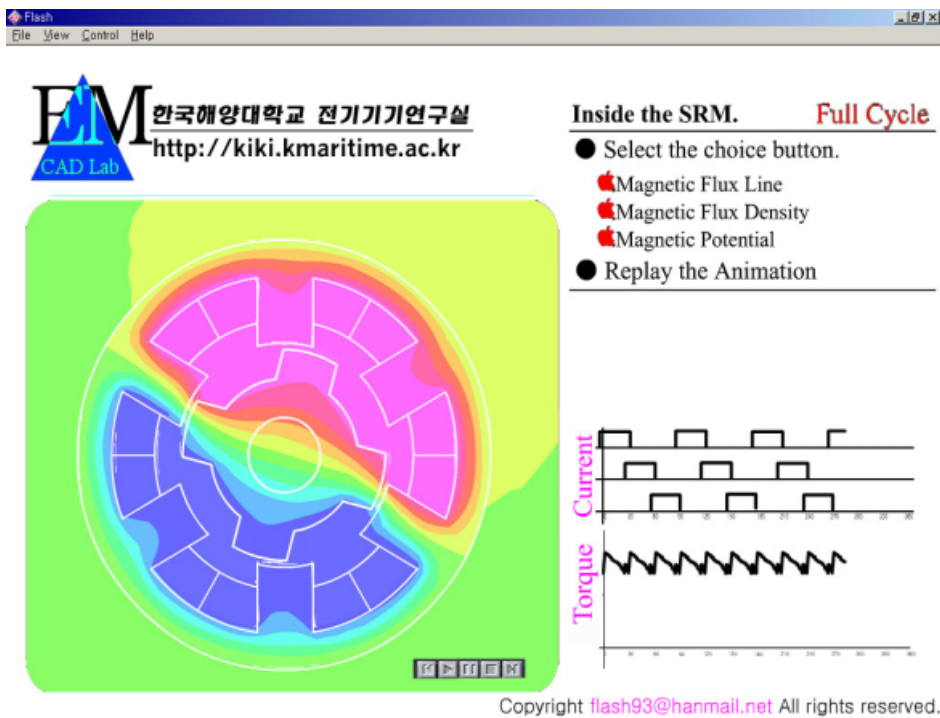 Flash
File View Control Help
EM
CAD Lab
한국해양대학교 전기기기연구실
http://kiki.kmaritime.ac.kr
Inside the SRM. Full Cycle
Select the choice button.
Magnetic Flux Line
Magnetic Flux Density
Magnetic Potential
Replay the Animation
Current
Torque
Copyright flash93@hanmail.net All rights reserved.